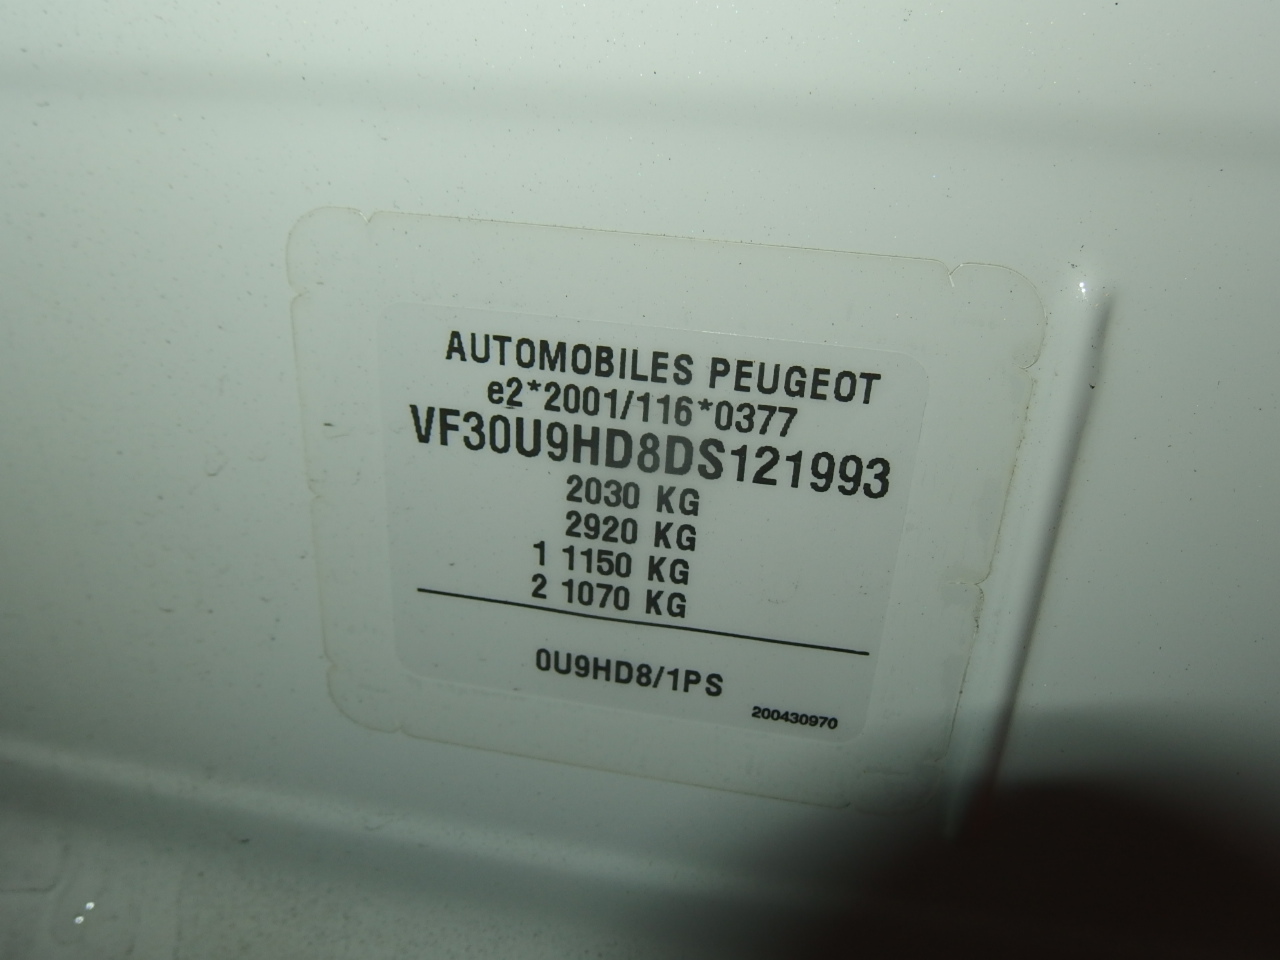 AUTOMOBILES PEUGEOT
e2*2001/116*0377
VF30U9HD8DS121993
2030 KG
2920 KG
1 1150 KG
2 1070 KG
0U9HD8/1PS
200430970